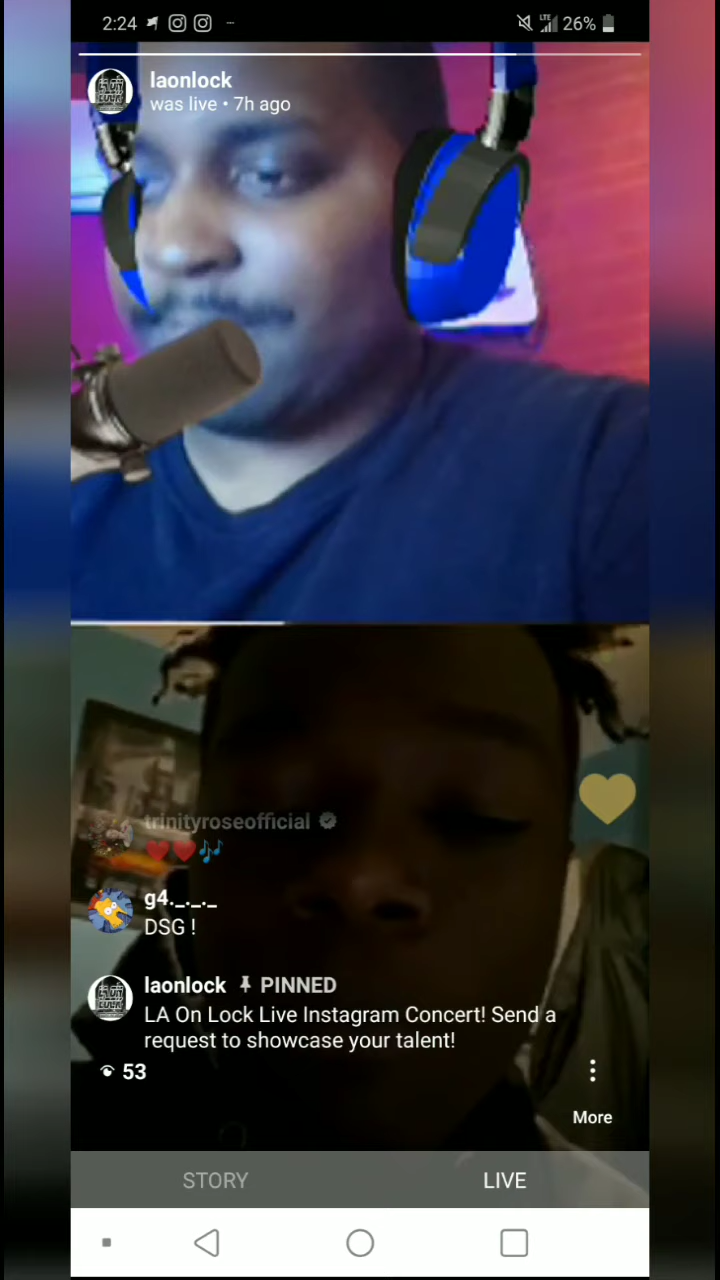 2:24
LTE 26%
laonlock
was live • 7h ago
trinityroseofficial
g4._._._
DSG !
laonlock PINNED
LA On Lock Live Instagram Concert! Send a
request to showcase your talent!
53
More
STORY LIVE